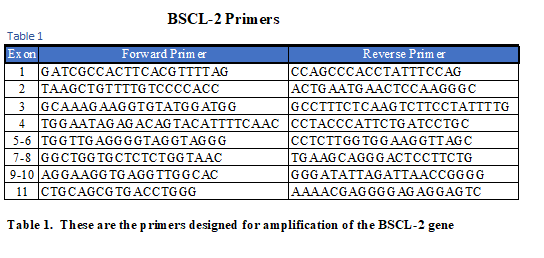 BSCL-2 Primers
Table 1
Exon Forward Primer Reverse Primer
1 GATCGCCACTTCACGTTTTAG CCAGCCCACCTATTTCCAG
2 TAAGCTGTTTTGTCCCCACC ACTGAATGAACTCCAAGGGC
3 GCAAAGAAGGTGTATGGATGG GCCTTTCTCAAGTCTTCCTATTTTG
4 TGGAATAGAGACAGTACATTTTCAAC CCTACCCATTCTGATCCTGC
5-6 TGGTTGAGGGGTAGGTAGGG CCTCTTGGTGGAAGGTTAGC
7-8 GGCTGGTGCTCTCTGGTAAC TGAAGCAGGGACTCCTTCTG
9-10 AGGAAGGTGAGGTTGGCAC GGGATATTAGATTAACCGGGG
11 CTGCAGCGTGACCTGGG AAAACGAGGGGAGAGGAGTC
Table 1. These are the primers designed for amplification of the BSCL-2 gene